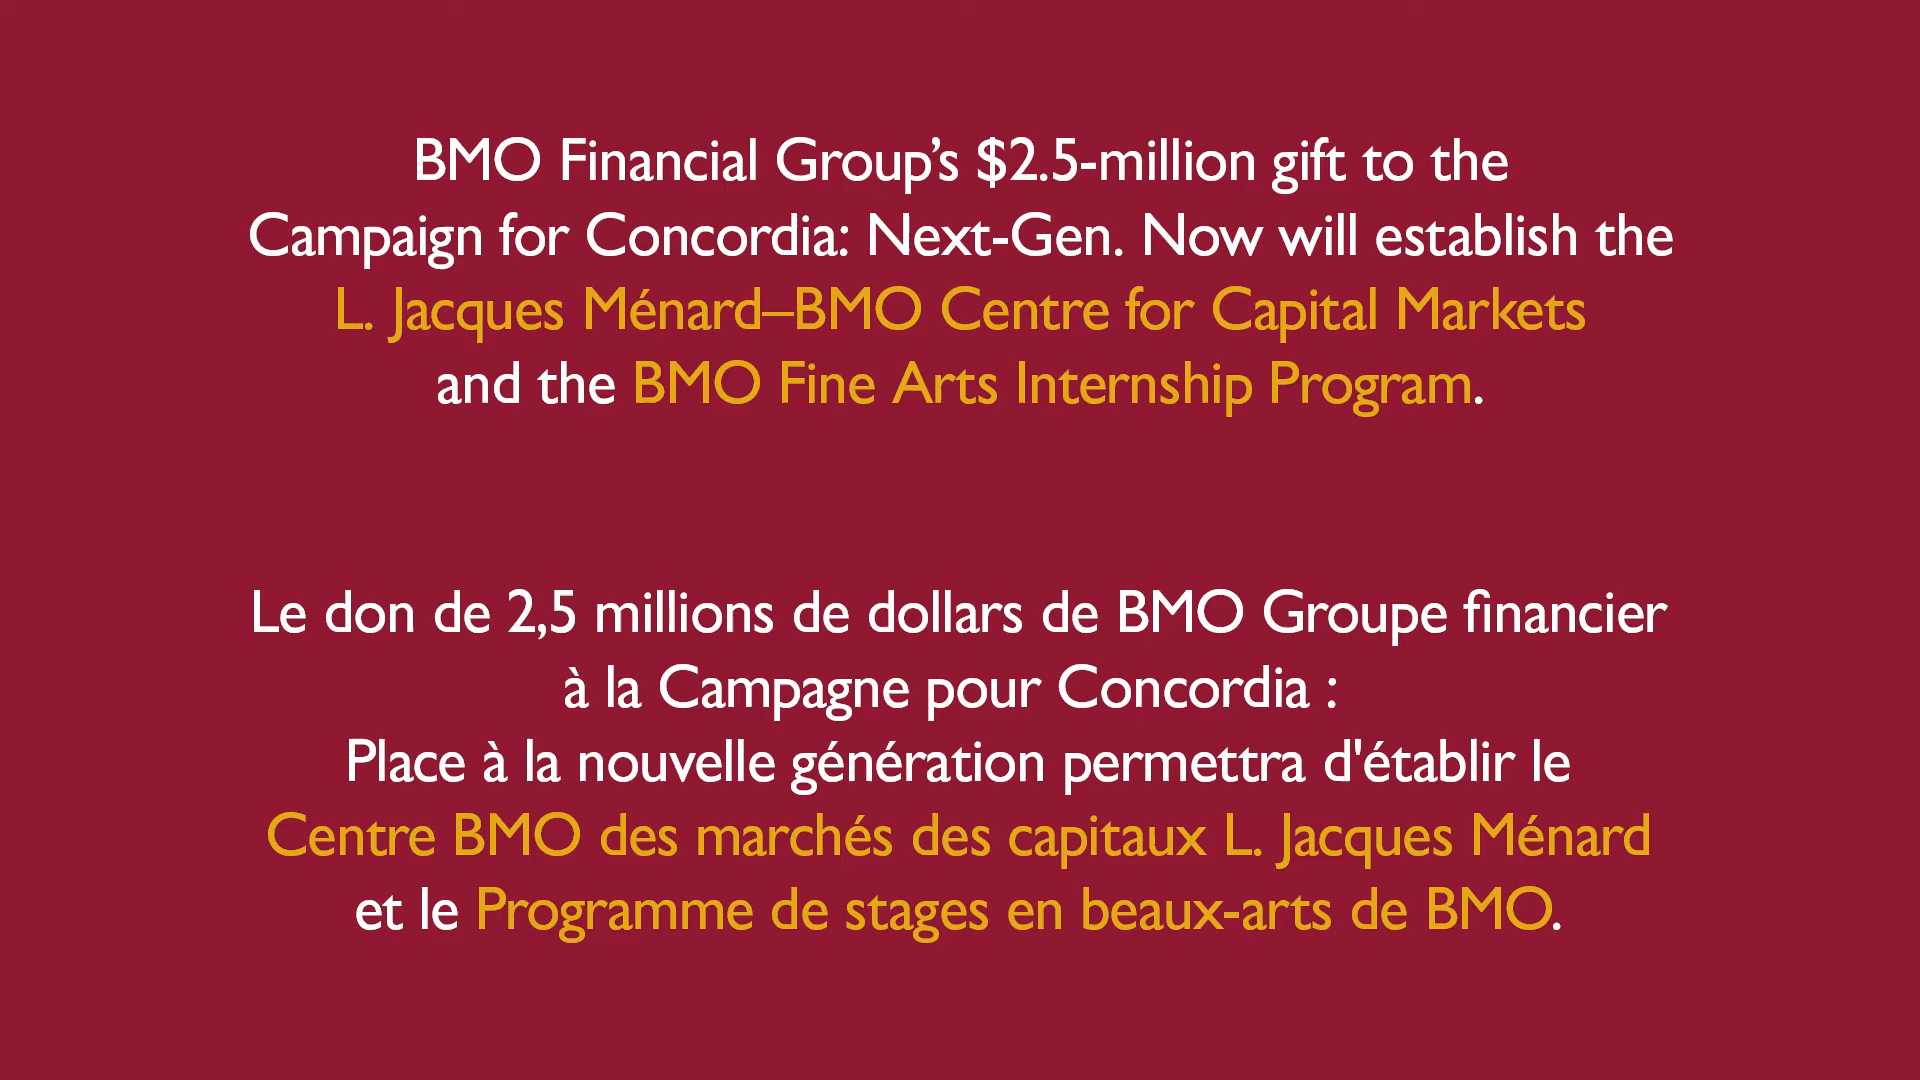 BMO Financial Group’s $2.5-million gift to the
Campaign for Concordia: Next-Gen. Now will establish the
L. Jacques Ménard–BMO Centre for Capital Markets
and the BMO Fine Arts Internship Program.
Le don de 2,5 millions de dollars de BMO Groupe financier
à la Campagne pour Concordia :
Place à la nouvelle génération permettra d'établir le
Centre BMO des marchés des capitaux L. Jacques Ménard
et le Programme de stages en beaux-arts de BMO.